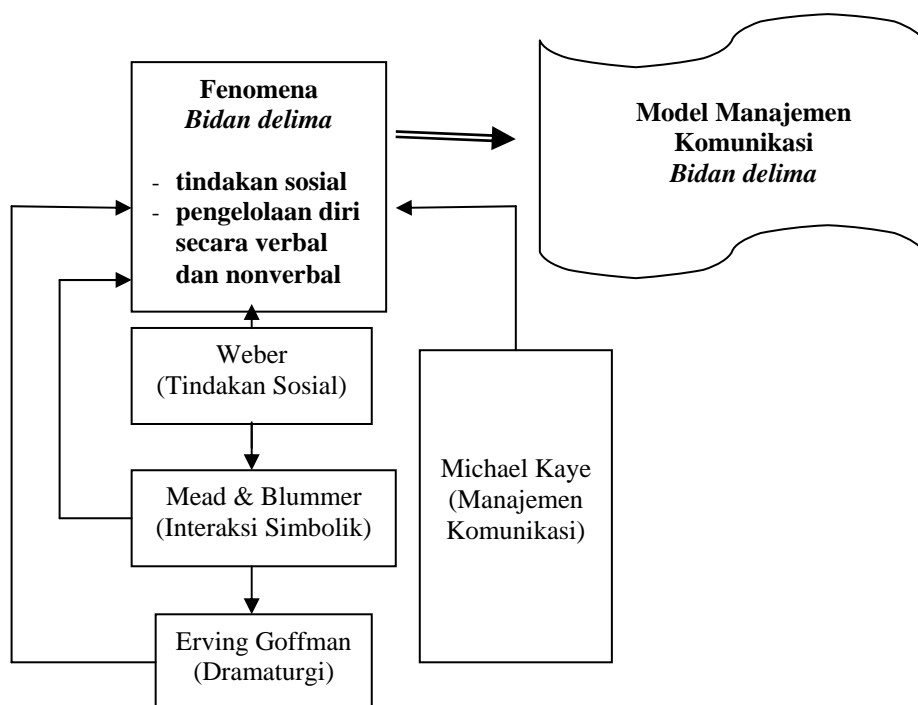 Fenomena
Bidan delima
- tindakan sosial
- pengelolaan diri
secara verbal
dan nonverbal
Model Manajemen
Komunikasi
Bidan delima
Weber
(Tindakan Sosial)
Mead & Blummer
(Interaksi Simbolik)
Erving Goffman
(Dramaturgi)
Michael Kaye
(Manajemen
Komunikasi)